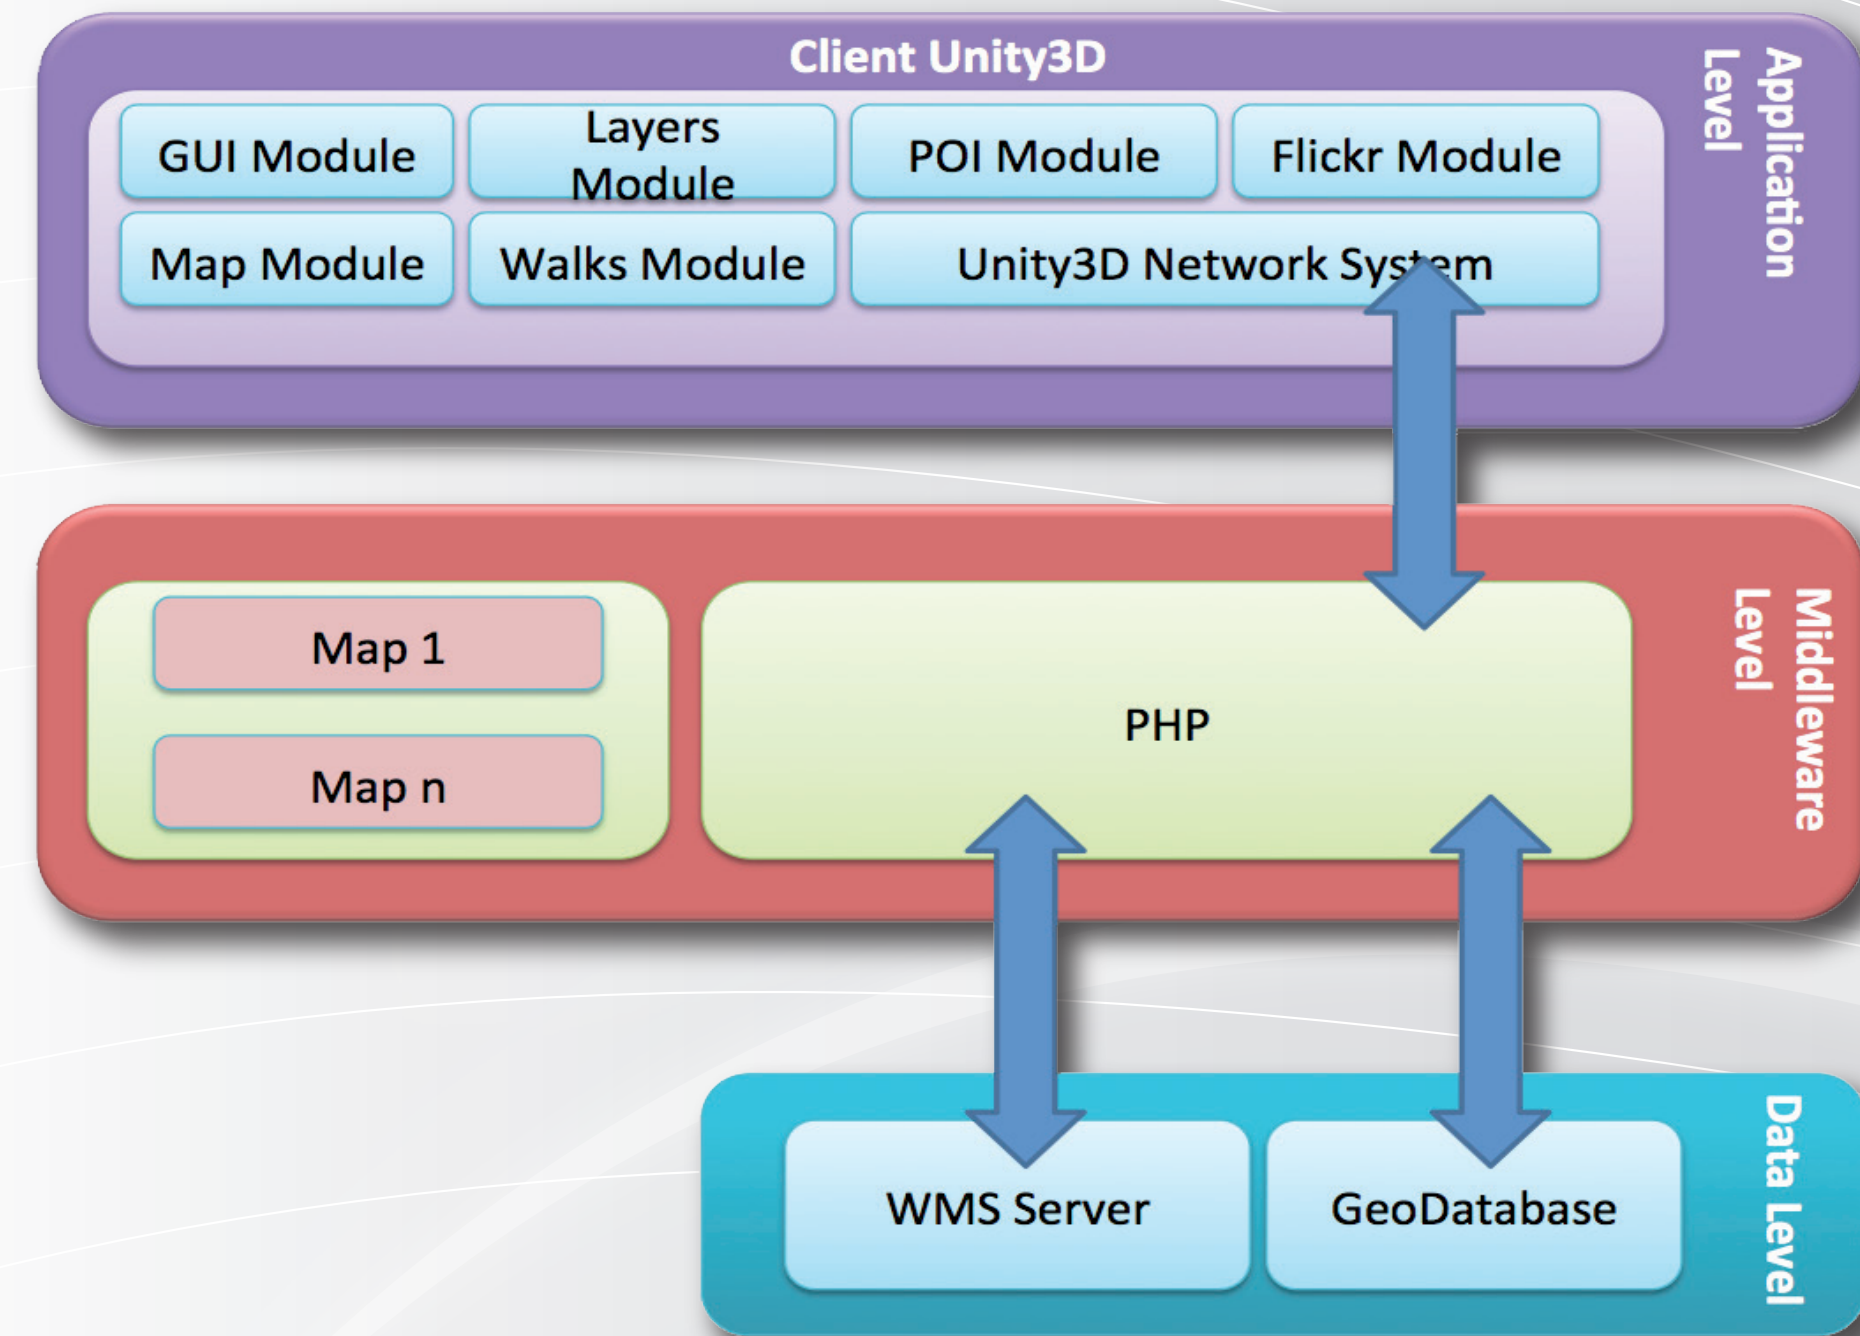 Client Unity3D
Application
Level
GUI Module
Layers
Module
POI Module
Flickr Module
Map Module
Walks Module
Unity3D Network System
Middleware
Level
Map 1
Map n
PHP
Data Level
WMS Server
GeoDatabase